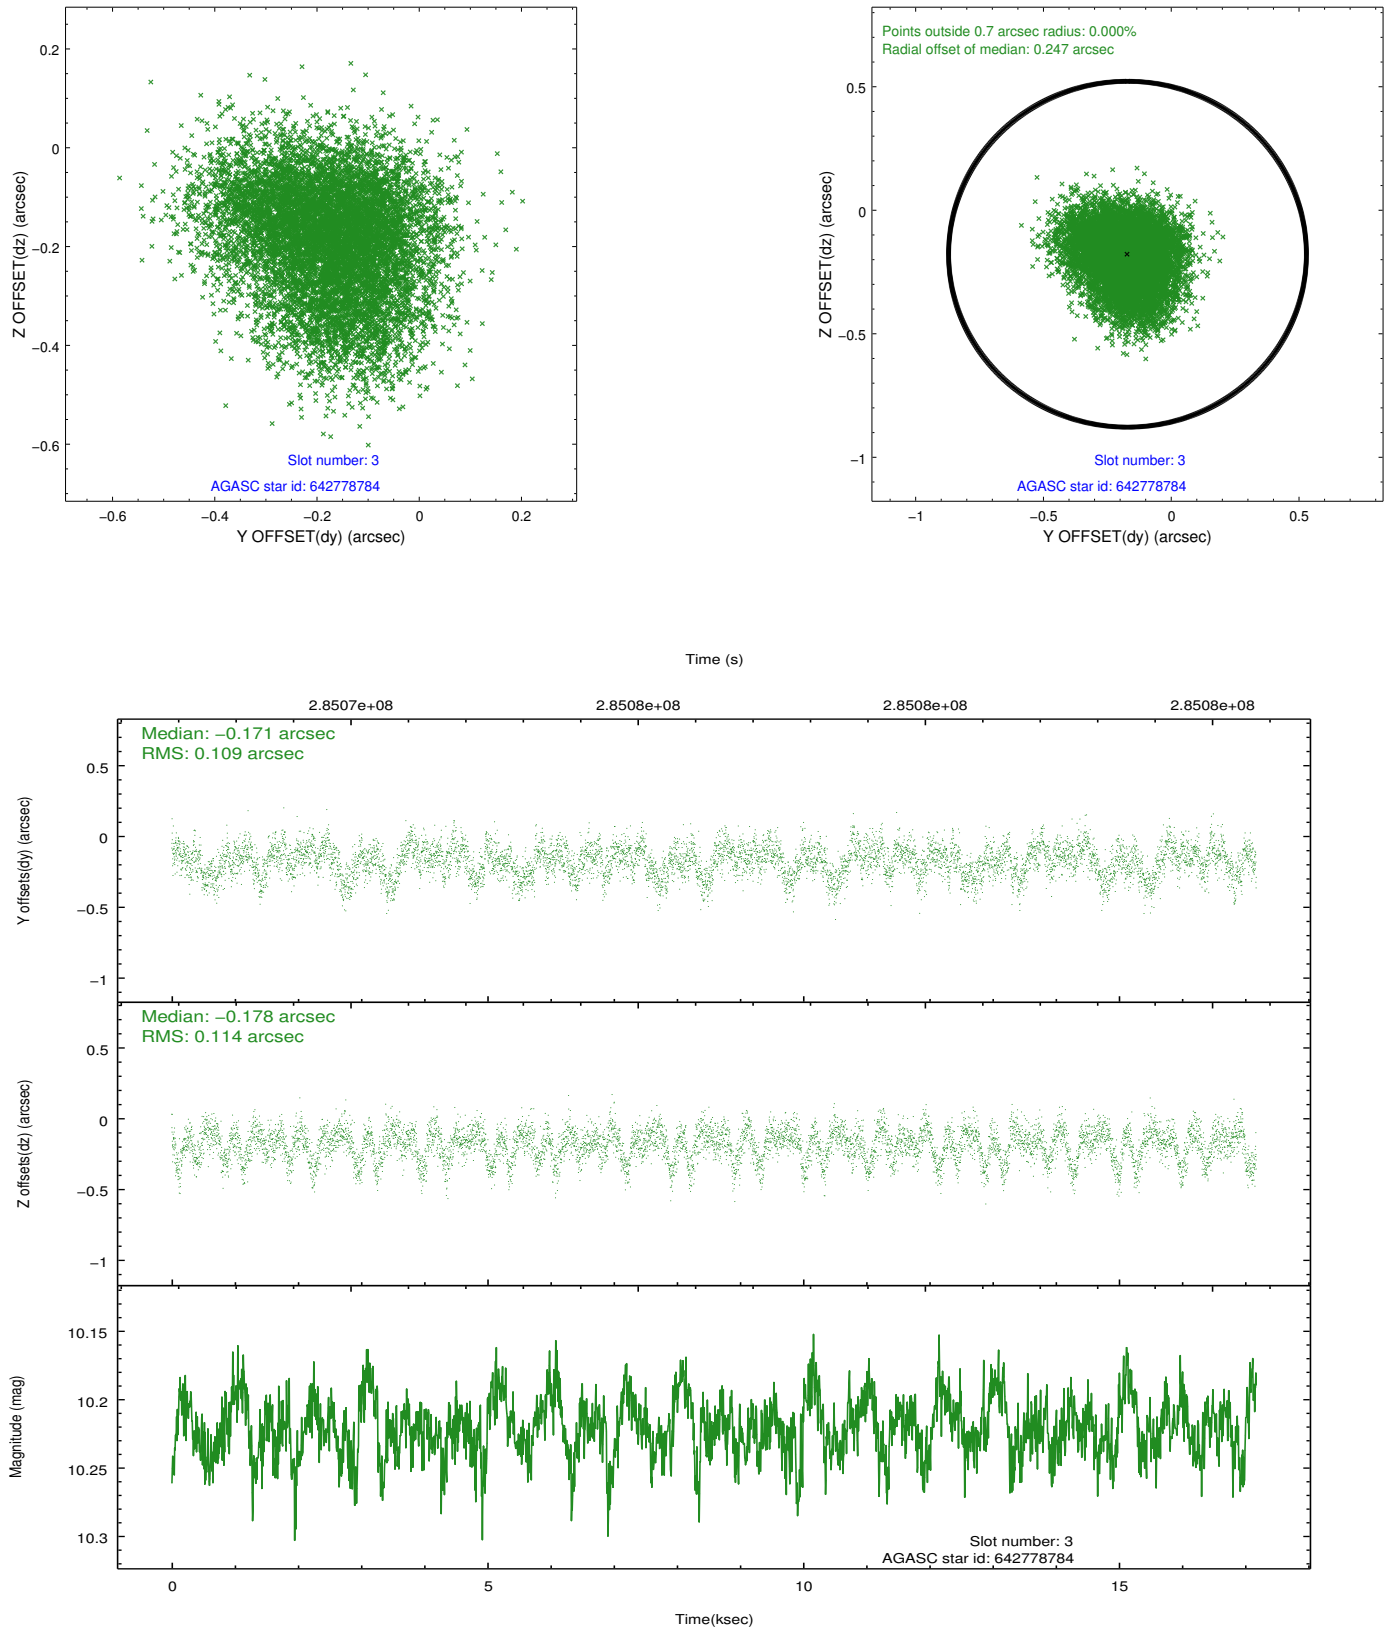 0.2
0
−0.2
−0.4
−0.6
Z OFFSET(dz) (arcsec)
Slot number: 3
AGASC star id: 642778784
−0.6
−0.4
−0.2
0
0.2
Y OFFSET(dy) (arcsec)
Points outside 0.7 arcsec radius: 0.000%
Radial offset of median: 0.247 arcsec
0.5
0
−0.5
−1
Z OFFSET(dz) (arcsec)
Slot number: 3
AGASC star id: 642778784
−1
−0.5
0
0.5
Y OFFSET(dy) (arcsec)
Time (s)
2.8507e+08
2.8508e+08
2.8508e+08
2.8508e+08
Median: −0.171 arcsec
RMS: 0.109 arcsec
0.5
0
−0.5
−1
Y offsets(dy) (arcsec)
Median: −0.178 arcsec
RMS: 0.114 arcsec
0.5
0
−0.5
−1
Z offsets(dz) (arcsec)
10.15
10.2
10.25
10.3
Magnitude (mag)
Slot number: 3
AGASC star id: 642778784
0
5
10
15
Time(ksec)